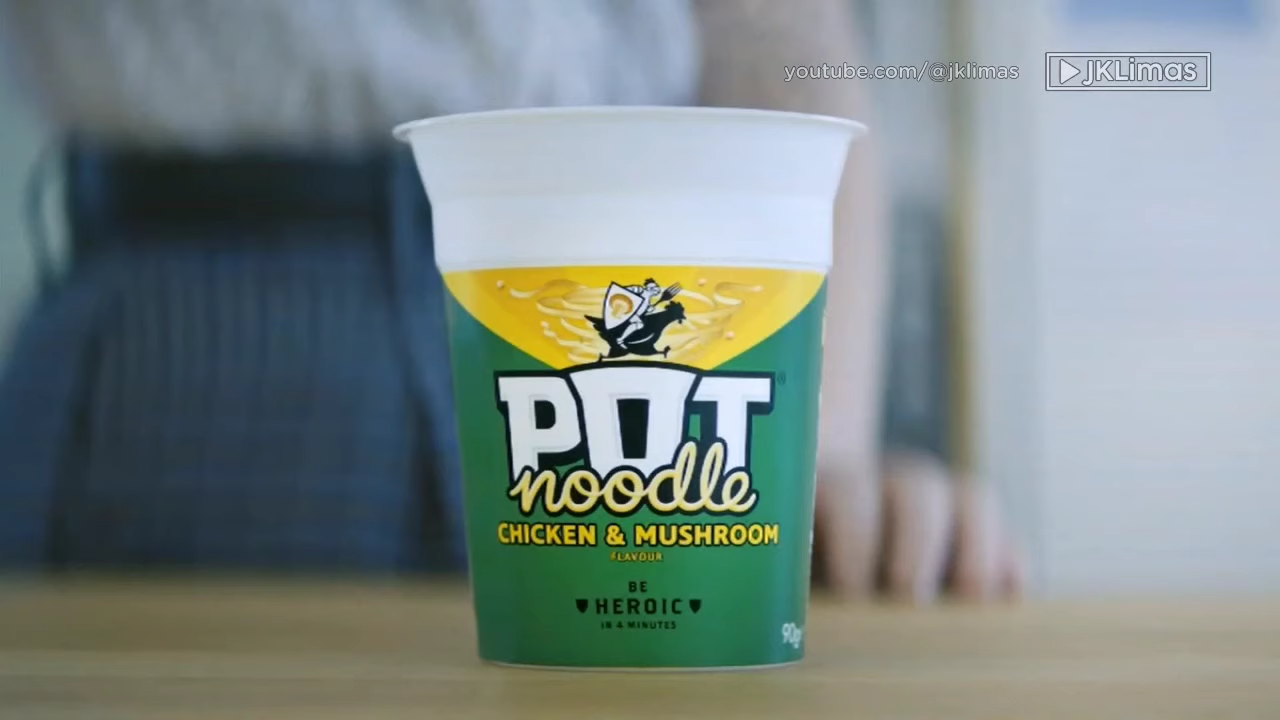 youtube.com/@jklimas
JKLimas
POT
noodle
CHICKEN & MUSHROOM
FLAVOUR
BE
HEROIC
IN 4 MINUTES
90g